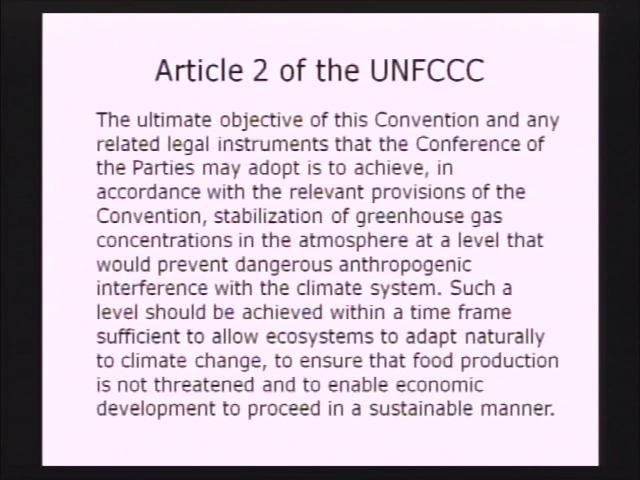 Article 2 of the UNFCCC
The ultimate objective of this Convention and any
related legal instruments that the Conference of
the Parties may adopt is to achieve, in
accordance with the relevant provisions of the
Convention, stabilization of greenhouse gas
concentrations in the atmosphere at a level that
would prevent dangerous anthropogenic
interference with the climate system. Such a
level should be achieved within a time frame
sufficient to allow ecosystems to adapt naturally
to climate change, to ensure that food production
is not threatened and to enable economic
development to proceed in a sustainable manner.